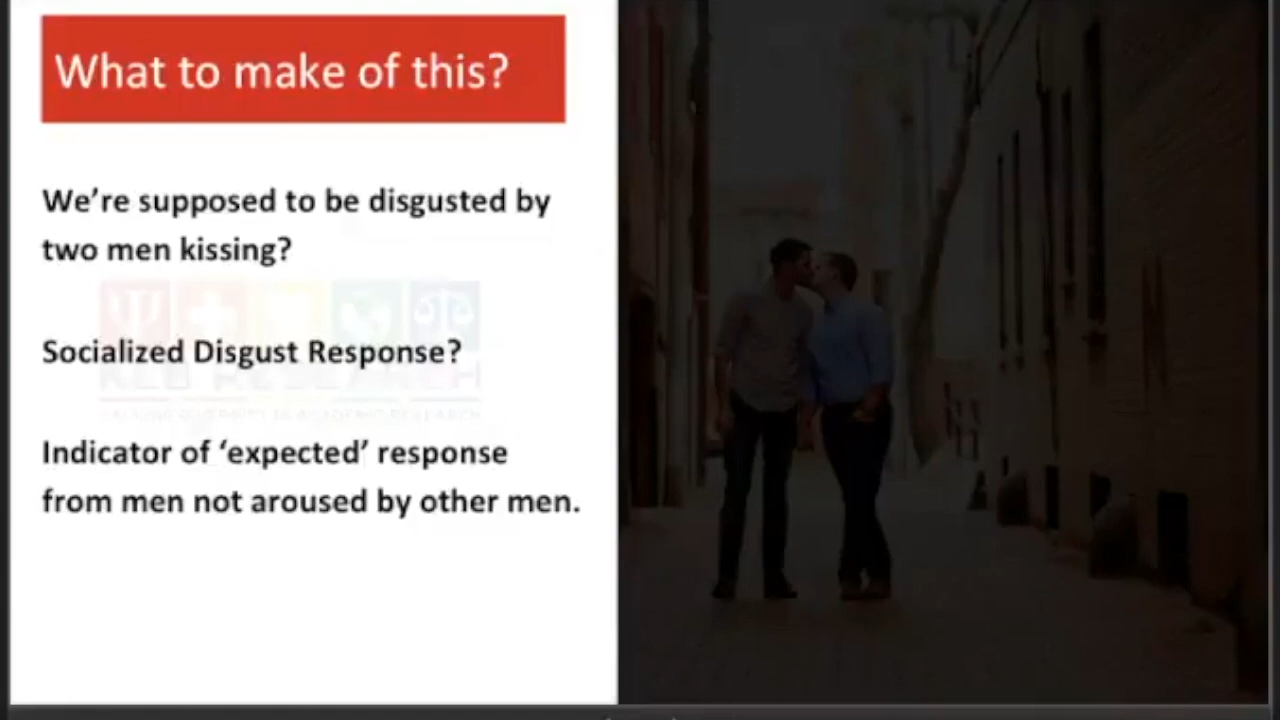 What to make of this?
We're supposed to be disgusted by
two men kissing?
Socialized Disgust Response?
Indicator of ‘expected’ response
from men not aroused by other men.